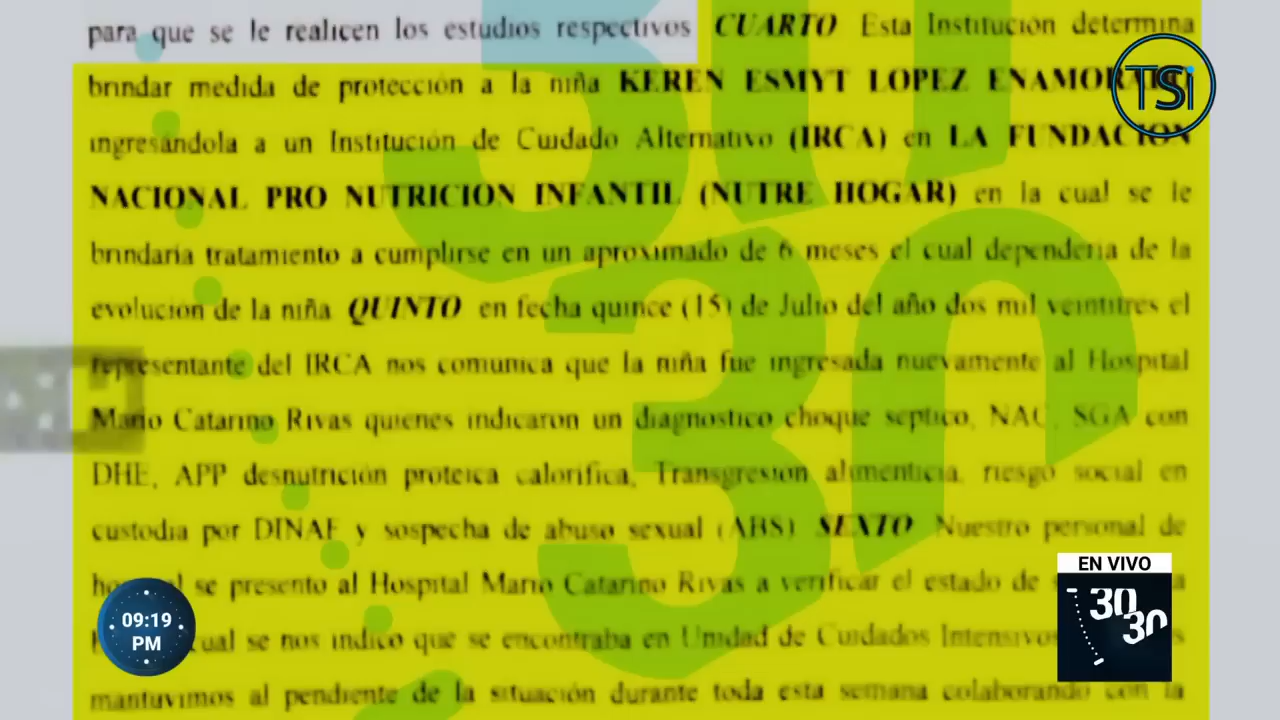 para que se le realicen los estudios respectivos CUARTO Esta Institución determina
brindar medida de protección a la niña KEREN ESMYT LOPEZ
ingresándola a un Institución de Cuidado Alternativo (IRCA) en LA FUNDACION
NACIONAL PRO NUTRICION INFANTIL (NUTRE HOGAR) en la cual se le
brindaría tratamiento a cumplirse en un aproximado de 6 meses el cual dependería de la
evolución de la niña QUINTO en fecha quince (15) de Julio del año dos mil veintitres el
representante del IRCA nos comunica que la niña fue ingresada nuevamente al Hospital
Mario Catarino Rivas quienes indicaron un diagnostico choque septico, NAC, SGA con
DHE, APP desnutrición proteica calorifica, Transgresion alimenticia, riesgo social en
custodia por DINAF y sospecha de abuso sexual (ABS) SEXTO Nuestro personal de
se presento al Hospital Mario Catarino Rivas a verificar el estado de
cual se nos indico que se encontraba en Unidad de Cuidados Intensivos
mantuvimos al pendiente de la situación durante toda esta semana colaborando con la
TSi
EN VIVO
30
30
09:19
PM